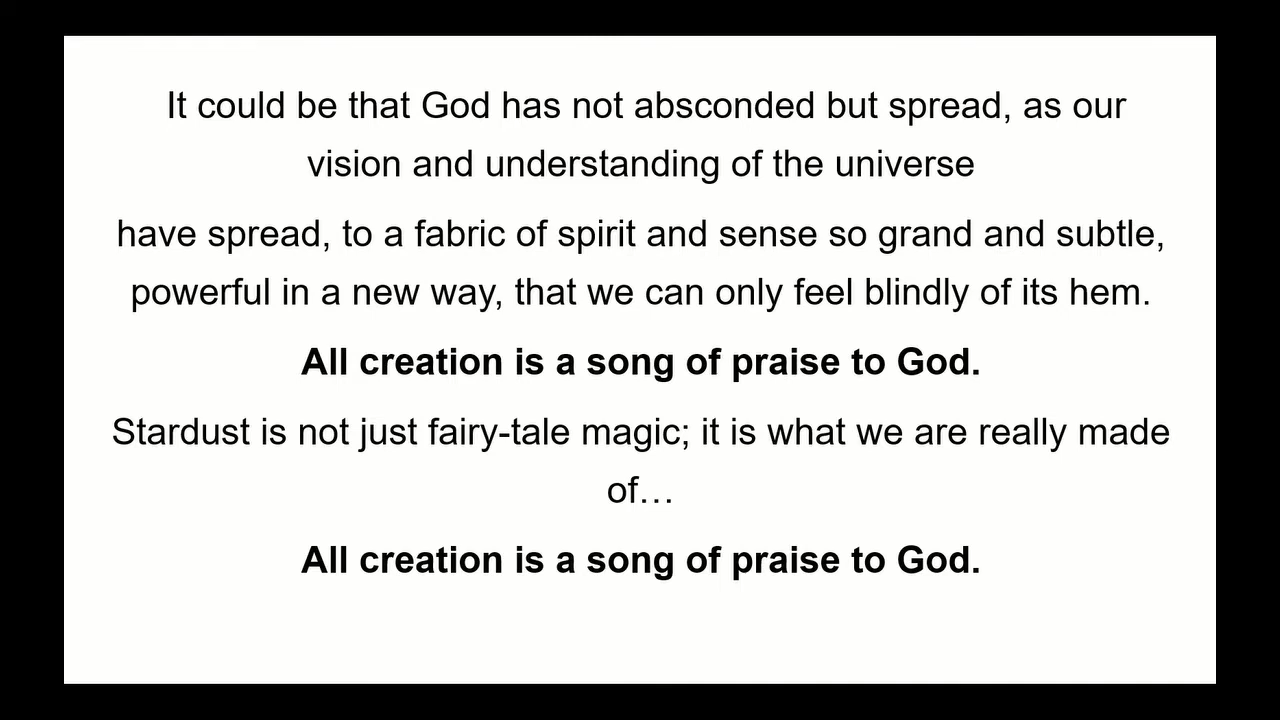 It could be that God has not absconded but spread, as our
vision and understanding of the universe
have spread, to a fabric of spirit and sense so grand and subtle,
powerful in a new way, that we can only feel blindly of its hem.
All creation is a song of praise to God.
Stardust is not just fairy-tale magic; it is what we are really made
of…
All creation is a song of praise to God.